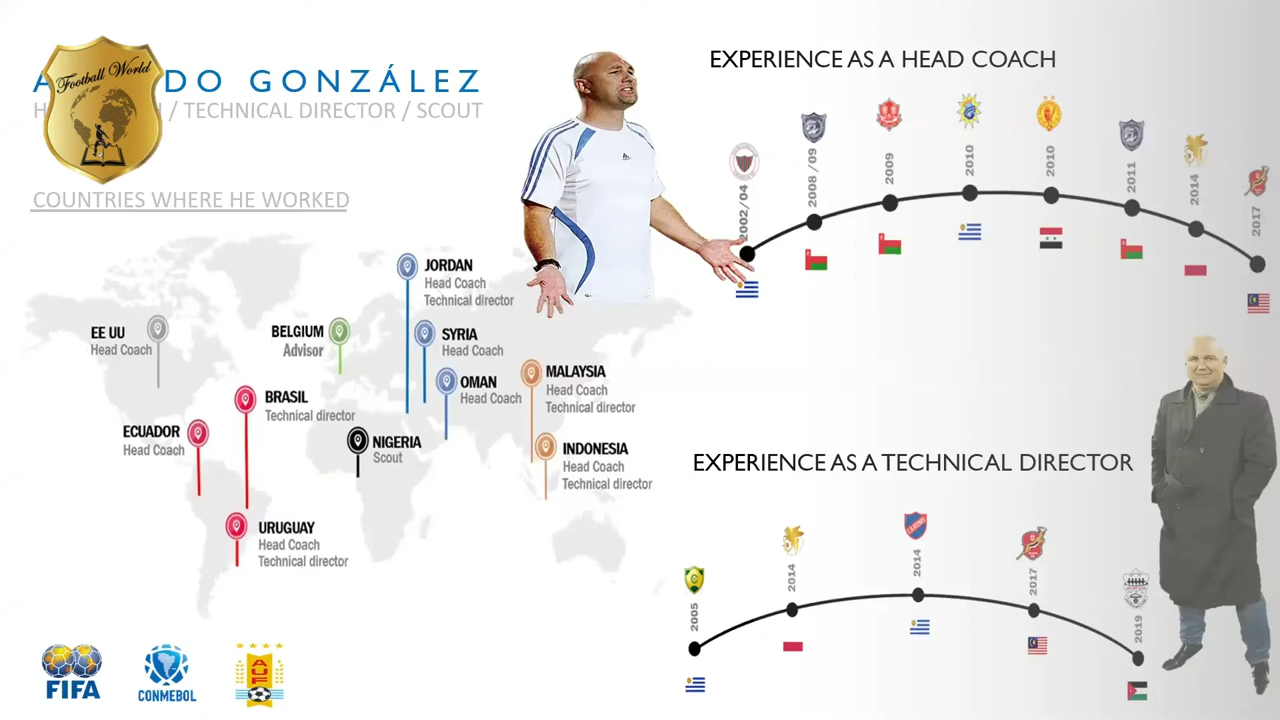 Football World
GONZÁLEZ
/ TECHNICAL DIRECTOR / SCOUT
COUNTRIES WHERE HE WORKED
EXPERIENCE AS A HEAD COACH
2002/04
2008 /09
2009
2010
2010
2011
2014
2017
JORDAN
Head Coach
Technical director
EE UU
Head Coach
BELGIUM
Advisor
SYRIA
Head Coach
OMAN
Head Coach
MALAYSIA
Head Coach
Technical director
BRASIL
Technical director
ECUADOR
Head Coach
NIGERIA
Scout
INDONESIA
Head Coach
Technical director
URUGUAY
Head Coach
Technical director
EXPERIENCE AS A TECHNICAL DIRECTOR
2005
2014
2014
2017
2019
FIFA
CONMEBOL
AUF